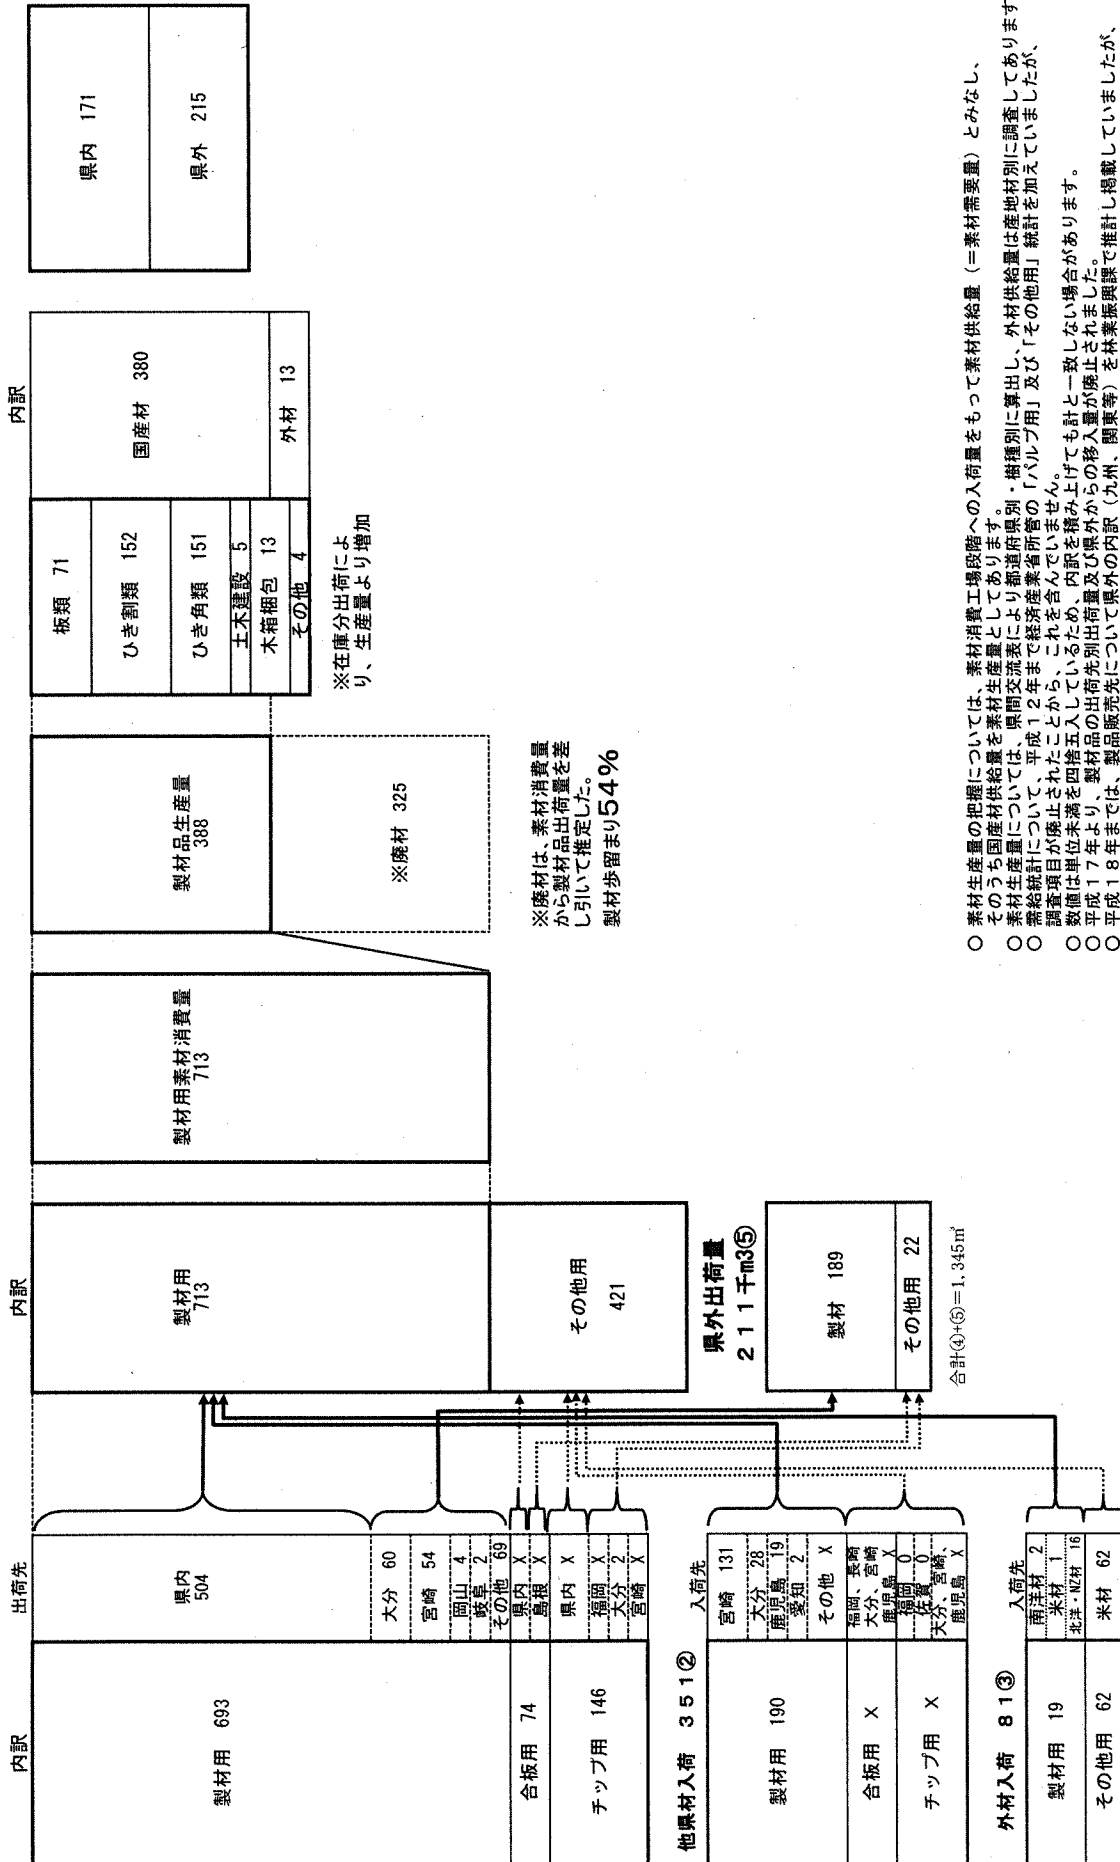 内訳
製材用 693
合板用 74
チップ用 146
出荷先
県内
504
大分 60
宮崎 54
岡山 4
岐阜 2
その他 69
県内 X
島根 X
県内 X
福岡 X
大分 2
宮崎 X
他県材入荷 351②
製材用 190
合板用 X
チップ用 X
入荷先
宮崎 131
大分 28
鹿児島 19
愛知 2
その他 X
福岡、長崎
大分、宮崎
鹿児島 X
福岡 0
佐賀 0
大分、宮崎、
鹿児島 X
外材入荷 81③
製材用 19
その他用 62
入荷先
南洋材 2
米材 1
北洋・NZ材 16
米材 62
内訳
製材用
713
その他用
421
県外出荷量
211千m3⑤
製材 189
その他用 22
合計(④+⑤)=1,345㎥
製材用素材消費量
713
製材品生産量
388
※廃材 325
※廃材は、素材消費量
から製材品出荷量を差
し引いて推定した。
製材歩留まり54%
内訳
板類 71
ひき割類 152
ひき角類 151
土木建設 5
木箱梱包 13
その他 4
国産材 380
外材 13
※在庫分出荷によ
り、生産量より増加
県内 171
県外 215
○ 素材生産量の把握については、素材消費工場段階への入荷量をもって素材供給量（＝素材需要量）とみなし、
そのうち国産材供給量を素材生産量としてあります。
○ 素材生産量については、県間交流表により都道府県別・樹種別に算出し、外材供給量は産地材別に調査してあります
○ 需給統計について、平成12年まで経済産業省所管の「パルプ用」及び「その他用」統計を加えていましたが、
調査項目が廃止されたことから、これを含んでいません。
○ 数値は単位未満を四捨五入しているため、内訳を積み上げても計と一致しない場合があります。
○ 平成17年より、製材品の出荷先別出荷量及び県外からの移入量が廃止されました。
○ 平成18年までは、製品販売先について県外の内訳（九州、関東等）を林業振興課で推計し掲載していましたが、